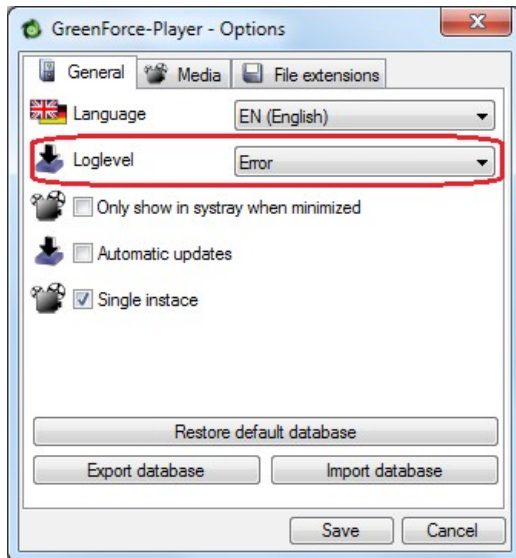 GreenForce-Player - Options
General Media File extensions
Language EN (English)
Loglevel Error
Only show in systray when minimized
Automatic updates
Single instace
Restore default database
Export database Import database
Save Cancel